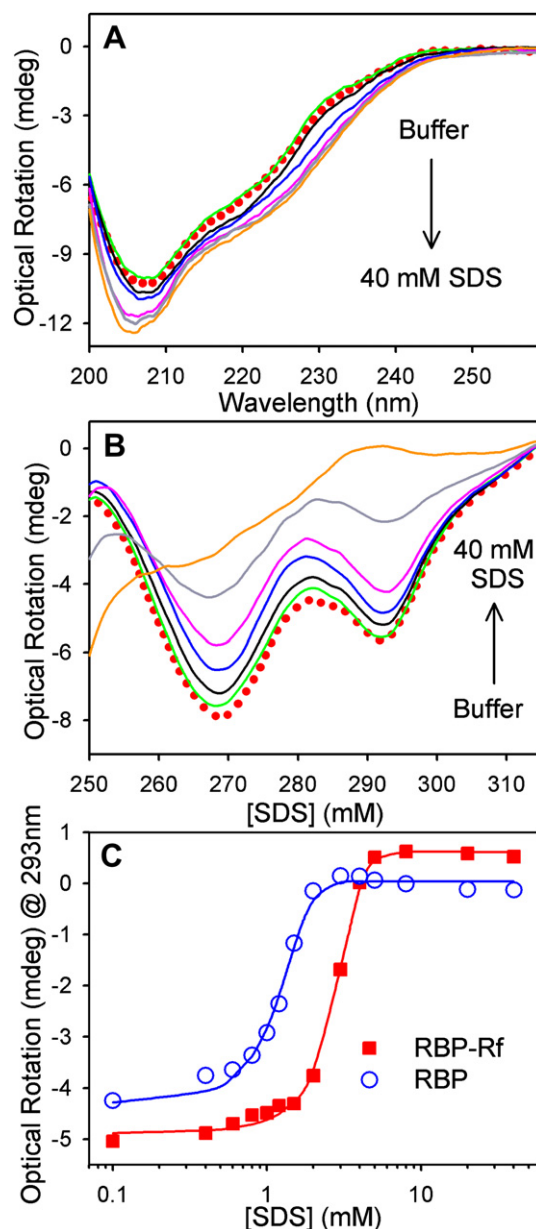 A
0
-3
-6
-9
-12
Optical Rotation (mdeg)
Buffer
40 mM SDS
200 210 220 230 240 250
Wavelength (nm)
B
0
-2
-4
-6
-8
Optical Rotation (mdeg)
40 mM
SDS
Buffer
250 260 270 280 290 300 310
[SDS] (mM)
C
1
0
-1
-2
-3
-4
-5
Optical Rotation (mdeg) @ 293nm
RBP-Rf
RBP
0.1 1 10
[SDS] (mM)